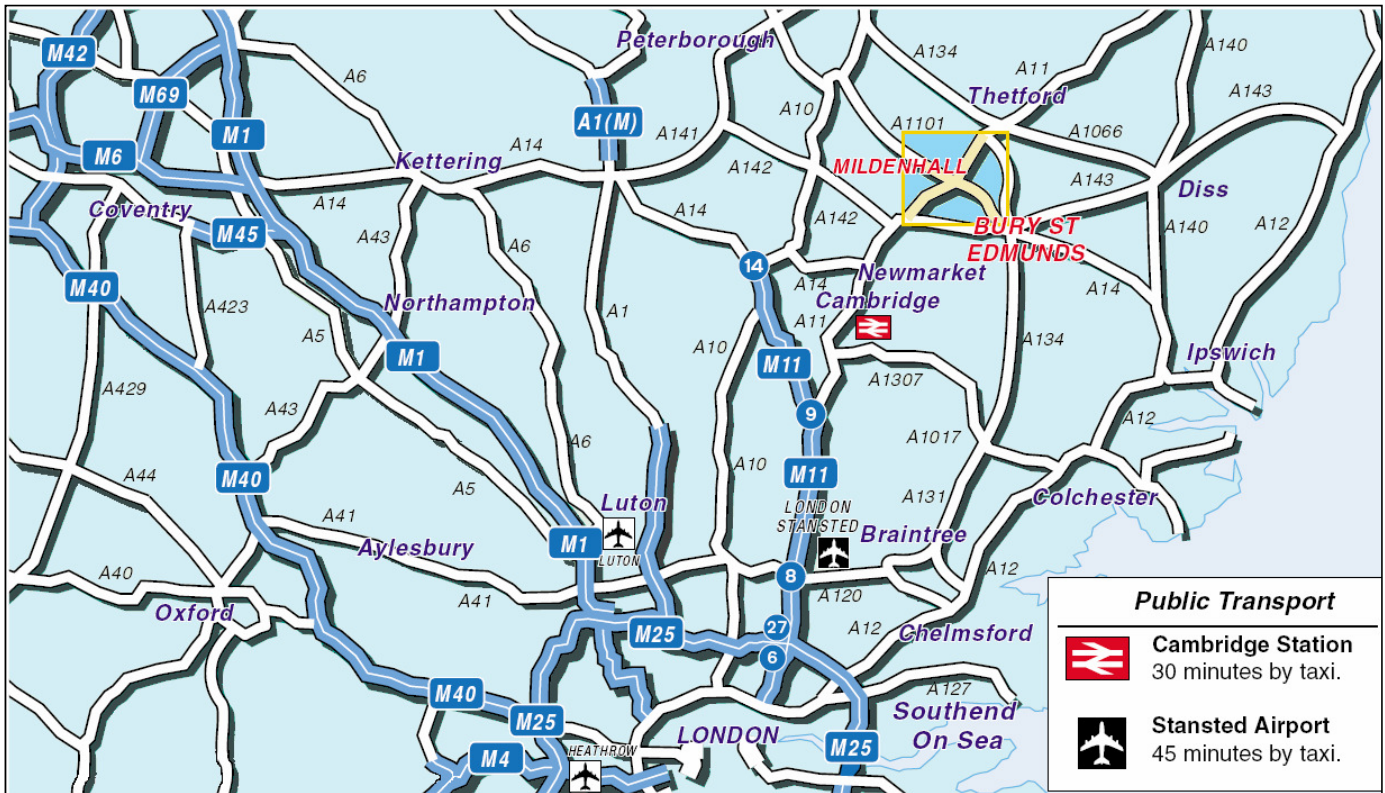 Peterborough
A134
A140
M42
A11
A6
M69
Thetford
A143
A10
A1(M)
A141
A1101
M1
A1066
A14
M6
Kettering
A142
MILDENHALL
A143
Diss
A14
Coventry
A14
A142
A12
M45
A43
A6
BURY ST
EDMUNDS
A140
14
Newmarket
M40
A14
A14
Cambridge
A423
Northampton
A1
A11
A5
A10
A134
M1
M11
Ipswich
A429
A1307
A43
9
A12
A6
A1017
A44
M40
A10
M11
A5
A131
Colchester
Luton
LONDON
STANSTED
A41
Braintree
Aylesbury
M1
LUTON
A40
8
A12
A41
A120
Oxford
M25
27
A12
Chelmsford
6
M40
A127
M25
Southend
On Sea
LONDON
HEATHROW
M4
M25
Public Transport
Cambridge Station
30 minutes by taxi.
Stansted Airport
45 minutes by taxi.